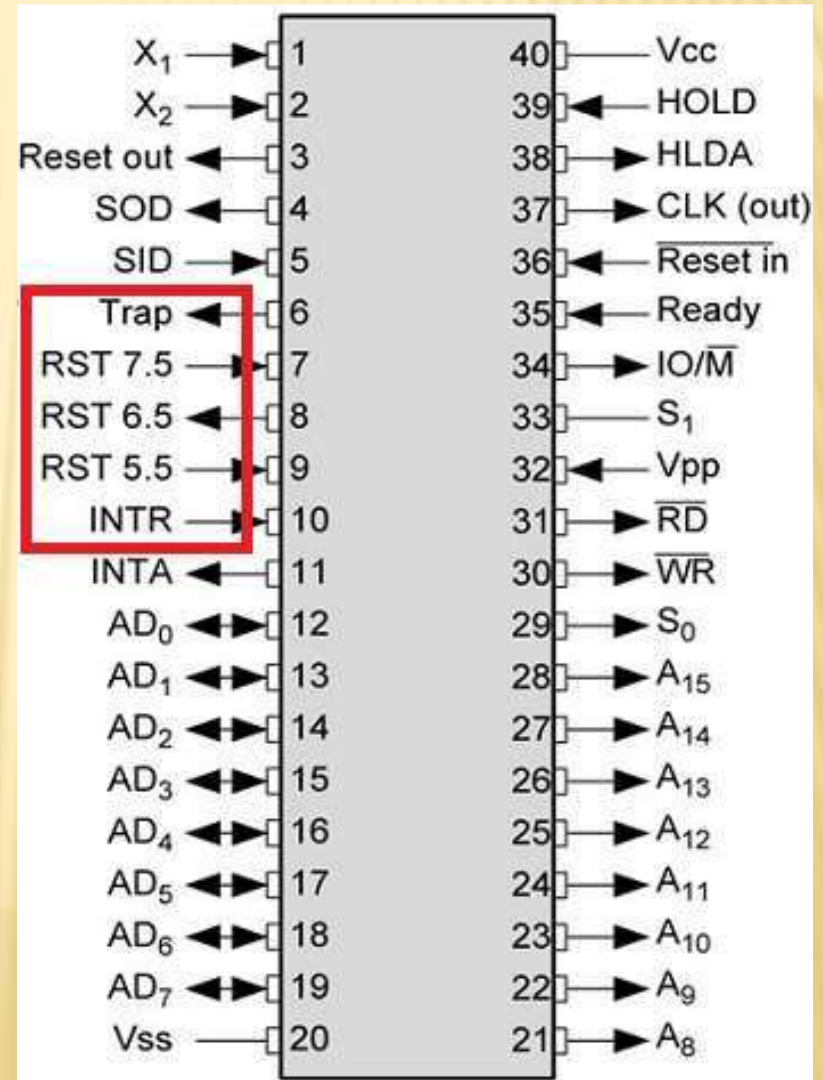 X₁ 1 40 Vcc
X₂ 2 39 HOLD
Reset out 3 38 HLDA
SOD 4 37 CLK (out)
SID 5 36 R̅e̅s̅e̅t̅ i̅n̅
Trap 6 35 Ready
RST 7.5 7 34 IO/M̅
RST 6.5 8 33 S₁
RST 5.5 9 32 Vpp
INTR 10 31 R̅D̅
INTA 11 30 W̅R̅
AD₀ 12 29 S₀
AD₁ 13 28 A₁₅
AD₂ 14 27 A₁₄
AD₃ 15 26 A₁₃
AD₄ 16 25 A₁₂
AD₅ 17 24 A₁₁
AD₆ 18 23 A₁₀
AD₇ 19 22 A₉
Vss 20 21 A₈